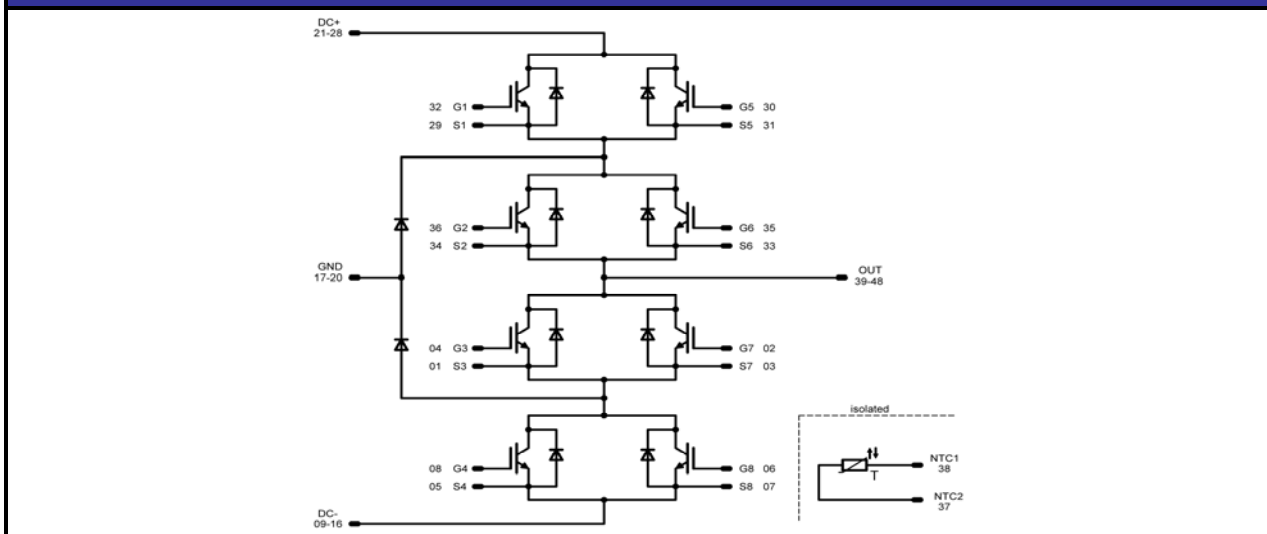 DC+
21-28
32 G1
G5 30
29 S1
S5 31
36 G2
G6 35
34 S2
S6 33
GND
17-20
OUT
39-48
04 G3
G7 02
01 S3
S7 03
isolated
08 G4
G8 06
05 S4
S8 07
T
NTC1
38
NTC2
37
DC-
09-16